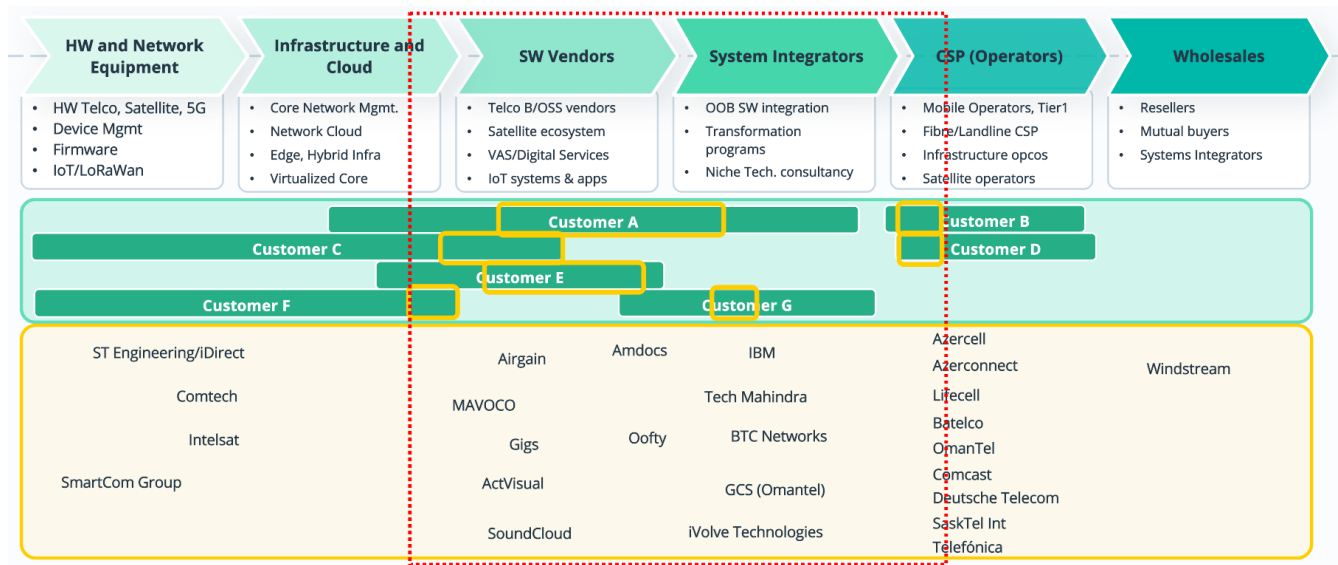 HW and Network
Equipment
Infrastructure and
Cloud
SW Vendors
System Integrators
CSP (Operators)
Wholesales
• HW Telco, Satellite, 5G
• Device Mgmt
• Firmware
• IoT/LoRaWan
• Core Network Mgmt.
• Network Cloud
• Edge, Hybrid Infra
• Virtualized Core
• Telco B/OSS vendors
• Satellite ecosystem
• VAS/Digital Services
• IoT systems & apps
• OOB SW integration
• Transformation
programs
• Niche Tech. consultancy
• Mobile Operators, Tier1
• Fibre/Landline CSP
• Infrastructure opcos
• Satellite operators
• Resellers
• Mutual buyers
• Systems Integrators
Customer A
Customer B
Customer C
Customer D
Customer E
Customer F
Customer G
ST Engineering/iDirect
Comtech
Intelsat
SmartCom Group
Airgain
MAVOCO
Gigs
ActVisual
SoundCloud
Amdocs
Oofty
IBM
Tech Mahindra
BTC Networks
GCS (Omantel)
iVolve Technologies
Azercell
Azerconnect
Lifecell
Batelco
OmanTel
Comcast
Deutsche Telecom
SaskTel Int
Telefónica
Windstream